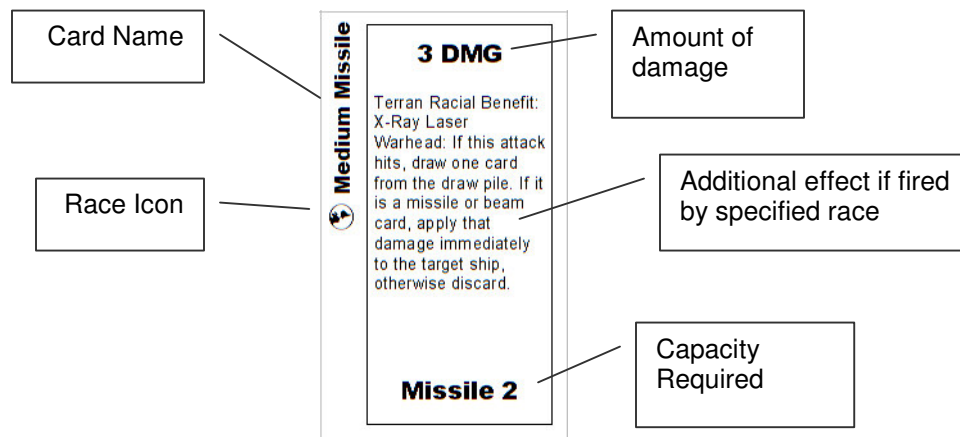 Card Name
Race Icon
Medium Missile
3 DMG
Terran Racial Benefit:
X-Ray Laser
Warhead: If this attack
hits, draw one card
from the draw pile. If it
is a missile or beam
card, apply that
damage immediately
to the target ship,
otherwise discard.
Missile 2
Amount of
damage
Additional effect if fired
by specified race
Capacity
Required